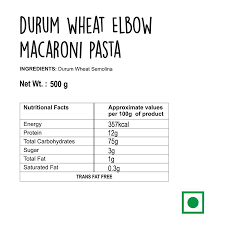 DURUM WHEAT ELBOW
MACARONI PASTA
INGREDIENTS: Durum Wheat Semolina
Net Wt. : 500 g
Nutritional Facts Approximate values
per 100g of product
Energy 357kcal
Protein 12g
Total Carbohydrates 75g
Sugar 3g
Total Fat 1g
Saturated Fat 0.3g
TRANS FAT FREE